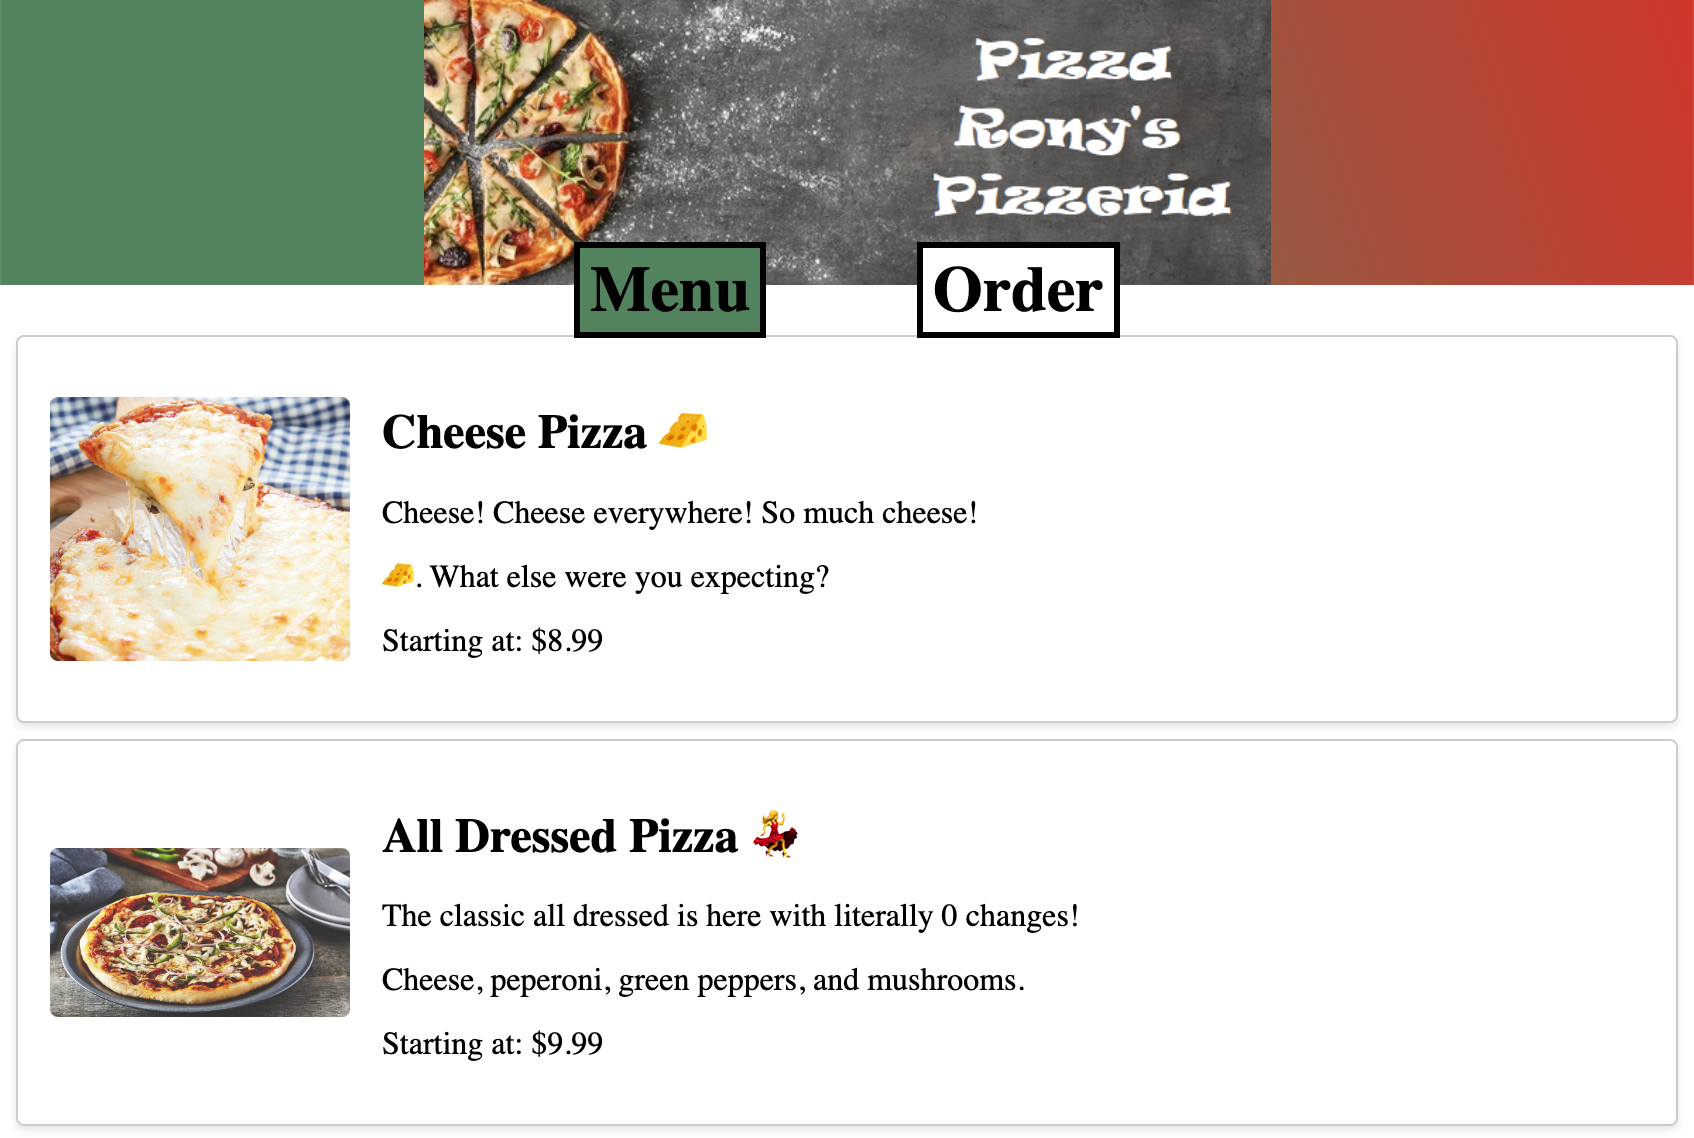 Pizza
Rony's
Pizzeria
Menu
Order
Cheese Pizza 🧀
Cheese! Cheese everywhere! So much cheese!
🧀. What else were you expecting?
Starting at: $8.99
All Dressed Pizza 💃
The classic all dressed is here with literally 0 changes!
Cheese, peperoni, green peppers, and mushrooms.
Starting at: $9.99